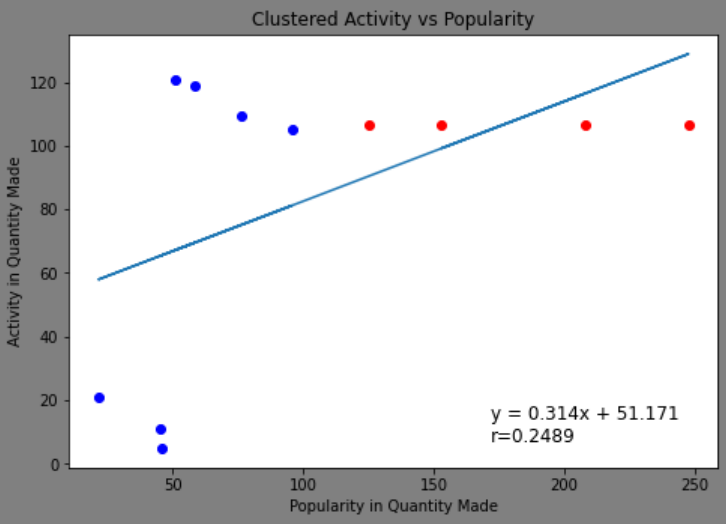 Clustered Activity vs Popularity
120
100
80
60
40
20
0
Activity in Quantity Made
y = 0.314x + 51.171
r=0.2489
50
100
150
200
250
Popularity in Quantity Made